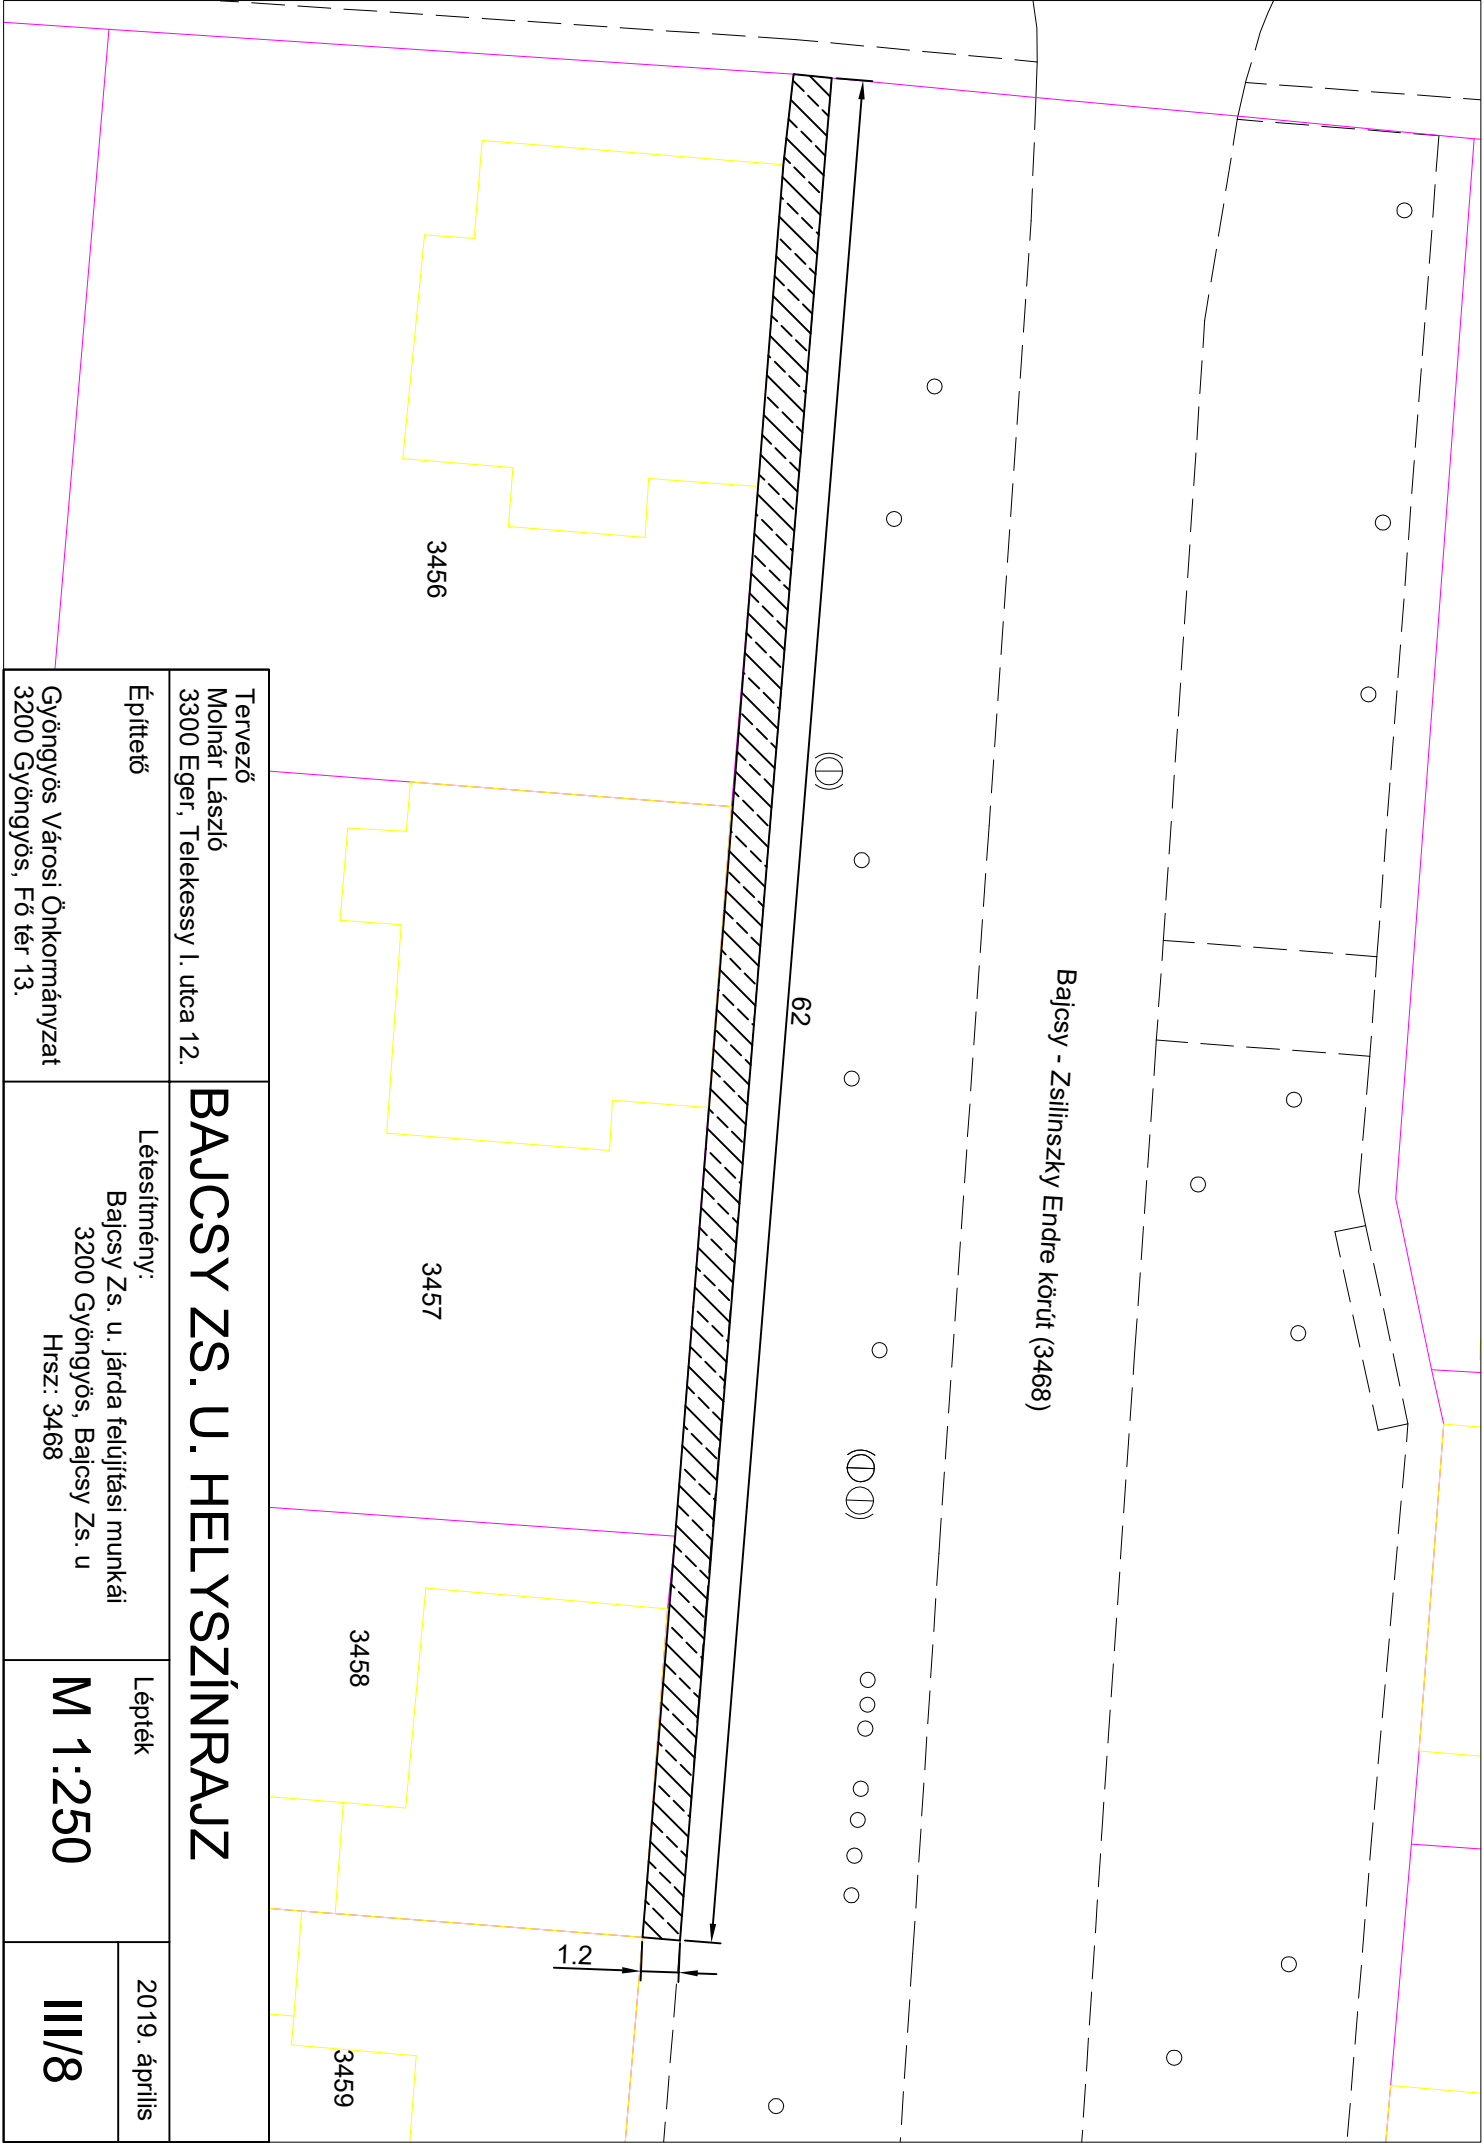 Bajcsy - Zsilinszky Endre körút (3468)
62
1.2
3456
3457
3458
3459
Tervező
Molnár László
3300 Eger, Telekessy I. utca 12.
Építtető
Gyöngyös Városi Önkormányzat
3200 Gyöngyös, Fő tér 13.
BAJCSY ZS. U. HELYSZÍNRAJZ
Létesítmény:
Bajcsy Zs. u. járda felújítási munkái
3200 Gyöngyös, Bajcsy Zs. u
Hrsz: 3468
Lépték
M 1:250
2019. április
III/8